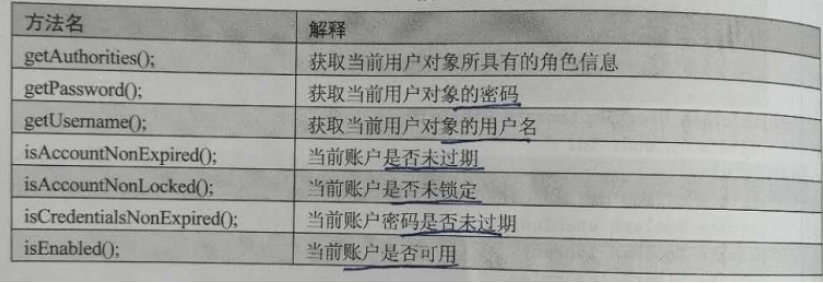 方法名 解释
getAuthorities(); 获取当前用户对象所具有的角色信息
getPassword(); 获取当前用户对象的密码
getUsername(); 获取当前用户对象的用户名
isAccountNonExpired(); 当前账户是否未过期
isAccountNonLocked(); 当前账户是否未锁定
isCredentialsNonExpired(); 当前账户密码是否未过期
isEnabled(); 当前账户是否可用